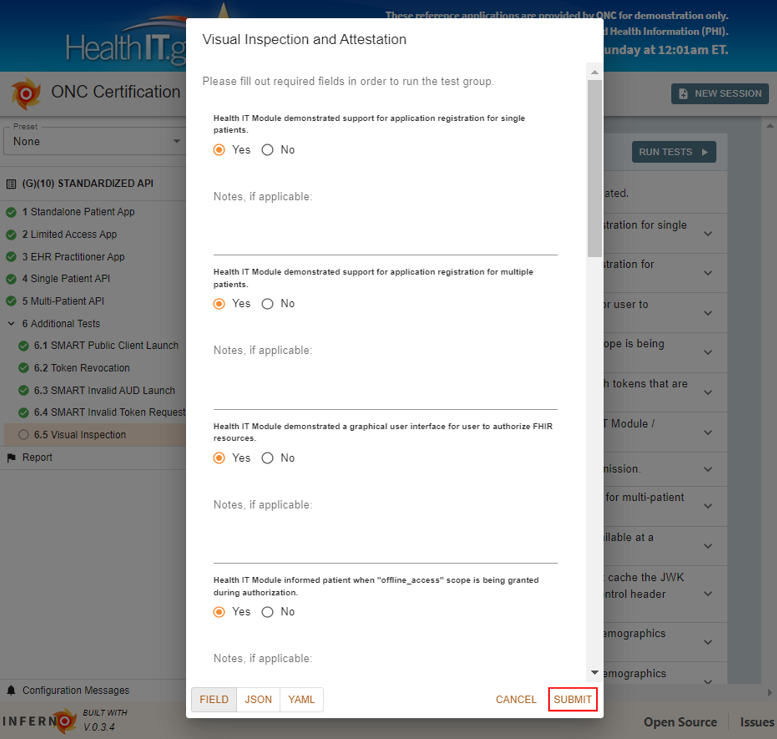 These reference applications are provided by ONC for demonstration only.
HealthIT.g
d Health Information (PHI).
unday at 12:01am ET.
ONC Certification
NEW SESSION
Preset
None
RUN TESTS
(G)(10) STANDARDIZED API
1 Standalone Patient App
2 Limited Access App
3 EHR Practitioner App
4 Single Patient API
5 Multi-Patient API
6 Additional Tests
6.1 SMART Public Client Launch
6.2 Token Revocation
6.3 SMART Invalid AUD Launch
6.4 SMART Invalid Token Request
6.5 Visual Inspection
Report
Configuration Messages
INFERNO
BUILT WITH
V.0.3.4
Visual Inspection and Attestation
Please fill out required fields in order to run the test group.
Health IT Module demonstrated support for application registration for single
patients.
Yes No
Notes, if applicable:
Health IT Module demonstrated support for application registration for multiple
patients.
Yes No
Notes, if applicable:
Health IT Module demonstrated a graphical user interface for user to authorize FHIR
resources.
Yes No
Notes, if applicable:
Health IT Module informed patient when "offline_access" scope is being granted
during authorization.
Yes No
Notes, if applicable:
FIELD JSON YAML
CANCEL SUBMIT
ated.
stration for single
stration for
or user to
ope is being
h tokens that are
T Module /
mission.
for multi-patient
ailable at a
cache the JWK
ntrol header
emographics
emographics
Open Source
Issues